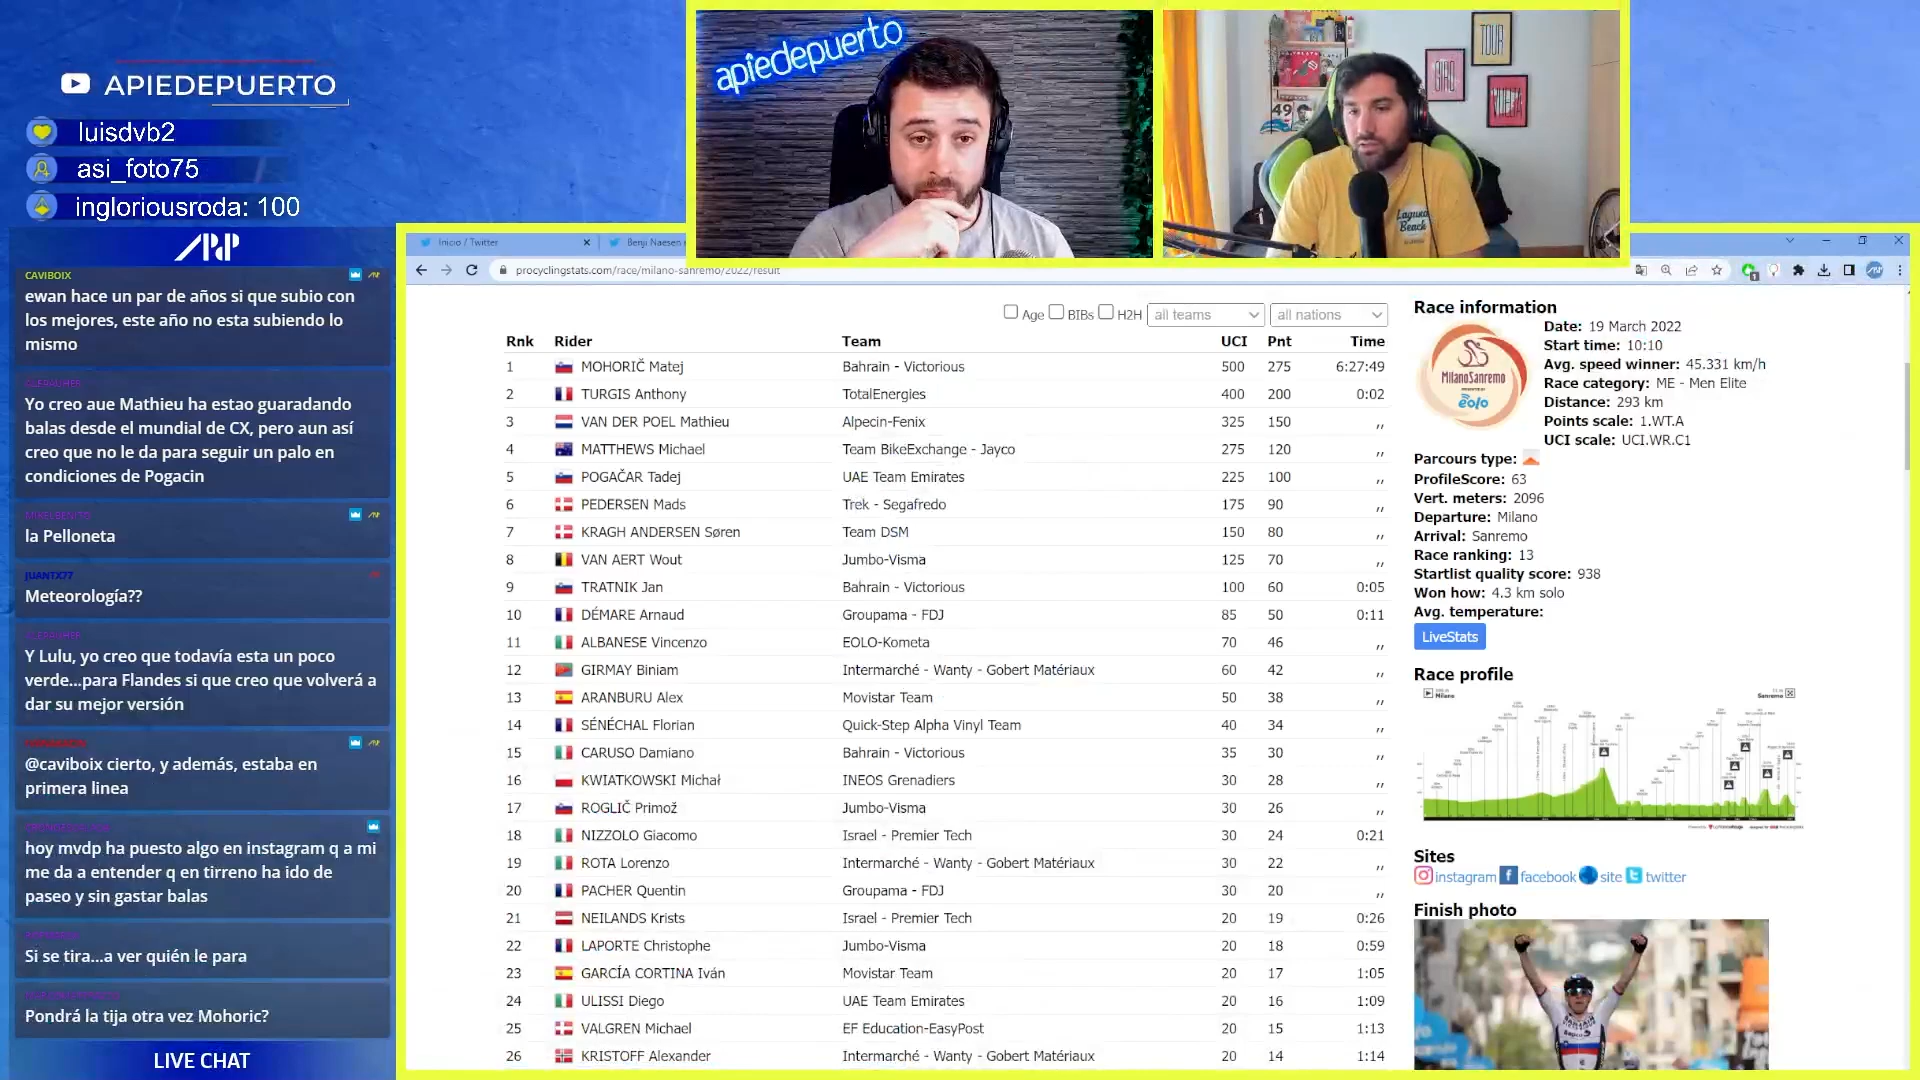 APIEDEPUERTO
luisdvb2
asi_foto75
ingloriousroda: 100
CAVIBOIX
ewan hace un par de años si que subio con
los mejores, este año no esta subiendo lo
mismo
Yo creo aue Mathieu ha estao guaradando
balas desde el mundial de CX, pero aun así
creo que no le da para seguir un palo en
condiciones de Pogacin
la Pelloneta
JUANTX77
Meteorología??
Y Lulu, yo creo que todavía esta un poco
verde...para Flandes si que creo que volverá a
dar su mejor versión
@caviboix cierto, y además, estaba en
primera linea
hoy mvdp ha puesto algo en instagram q a mi
me da a entender q en tirreno ha ido de
paseo y sin gastar balas
Si se tira...a ver quién le para
Pondrá la tija otra vez Mohoric?
LIVE CHAT
apiedepuerto
TOUR
GIRO
Laguna
Beach
Inicio / Twitter
Benji Naesen
procyclingstats.com/race/milano-sanremo/2022/result
Age BIBs H2H all teams all nations
Rnk Rider Team UCI Pnt Time
1 MOHORIČ Matej Bahrain - Victorious 500 275 6:27:49
2 TURGIS Anthony TotalEnergies 400 200 0:02
3 VAN DER POEL Mathieu Alpecin-Fenix 325 150 ,,
4 MATTHEWS Michael Team BikeExchange - Jayco 275 120 ,,
5 POGAČAR Tadej UAE Team Emirates 225 100 ,,
6 PEDERSEN Mads Trek - Segafredo 175 90 ,,
7 KRAGH ANDERSEN Søren Team DSM 150 80 ,,
8 VAN AERT Wout Jumbo-Visma 125 70 ,,
9 TRATNIK Jan Bahrain - Victorious 100 60 0:05
10 DÉMARE Arnaud Groupama - FDJ 85 50 0:11
11 ALBANESE Vincenzo EOLO-Kometa 70 46 ,,
12 GIRMAY Biniam Intermarché - Wanty - Gobert Matériaux 60 42 ,,
13 ARANBURU Alex Movistar Team 50 38 ,,
14 SÉNÉCHAL Florian Quick-Step Alpha Vinyl Team 40 34 ,,
15 CARUSO Damiano Bahrain - Victorious 35 30 ,,
16 KWIATKOWSKI Michał INEOS Grenadiers 30 28 ,,
17 ROGLIČ Primož Jumbo-Visma 30 26 ,,
18 NIZZOLO Giacomo Israel - Premier Tech 30 24 0:21
19 ROTA Lorenzo Intermarché - Wanty - Gobert Matériaux 30 22 ,,
20 PACHER Quentin Groupama - FDJ 30 20 ,,
21 NEILANDS Krists Israel - Premier Tech 20 19 0:26
22 LAPORTE Christophe Jumbo-Visma 20 18 0:59
23 GARCÍA CORTINA Iván Movistar Team 20 17 1:05
24 ULISSI Diego UAE Team Emirates 20 16 1:09
25 VALGREN Michael EF Education-EasyPost 20 15 1:13
26 KRISTOFF Alexander Intermarché - Wanty - Gobert Matériaux 20 14 1:14
Race information
MilanoSanremo
eolo
Date: 19 March 2022
Start time: 10:10
Avg. speed winner: 45.331 km/h
Race category: ME - Men Elite
Distance: 293 km
Points scale: 1.WT.A
UCI scale: UCI.WR.C1
Parcours type:
ProfileScore: 63
Vert. meters: 2096
Departure: Milano
Arrival: Sanremo
Race ranking: 13
Startlist quality score: 938
Won how: 4.3 km solo
Avg. temperature:
LiveStats
Race profile
Milano
Sanremo
Sites
instagram facebook site twitter
Finish photo